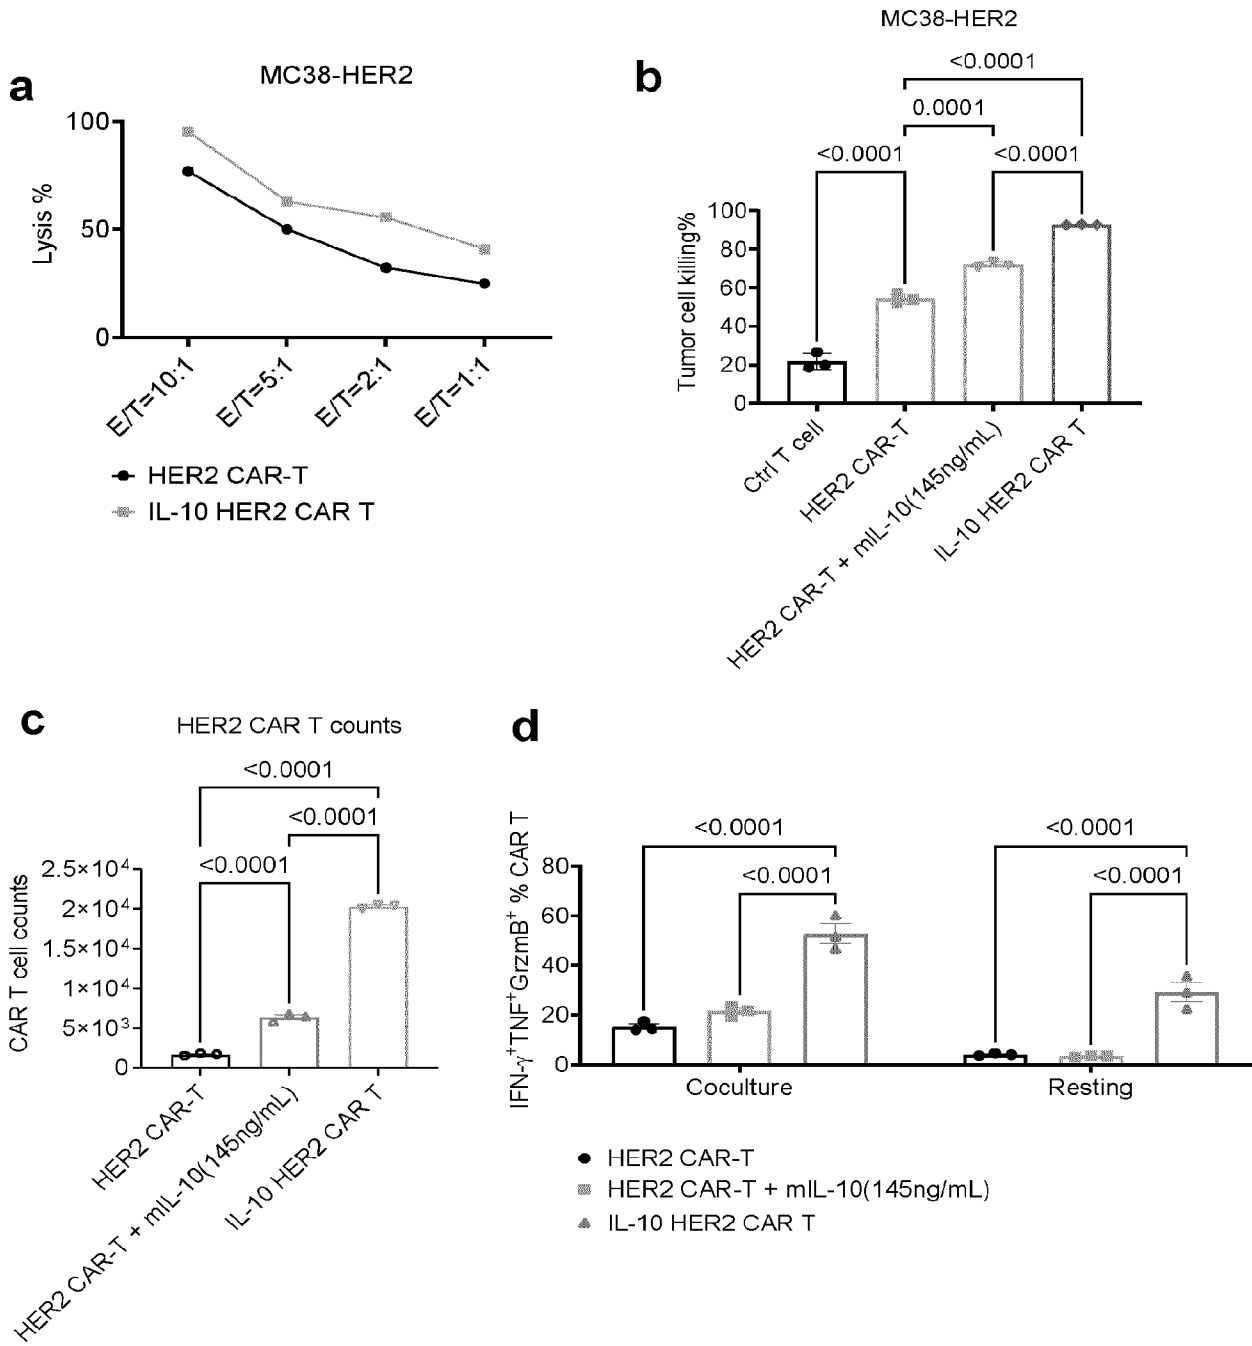 a
MC38-HER2
Lysis %
100
50
0
E/T=10:1
E/T=5:1
E/T=2:1
E/T=1:1
HER2 CAR-T
IL-10 HER2 CAR T
b
MC38-HER2
<0.0001
0.0001
<0.0001
<0.0001
Tumor cell killing%
100
80
60
40
20
0
Ctrl T cell
HER2 CAR-T
HER2 CAR-T + mIL-10(145ng/mL)
IL-10 HER2 CAR T
c
HER2 CAR T counts
<0.0001
<0.0001
<0.0001
CAR T cell counts
2.5×10⁴
2×10⁴
1.5×10⁴
1×10⁴
5×10³
0
HER2 CAR-T
HER2 CAR-T + mIL-10(145ng/mL)
IL-10 HER2 CAR T
d
<0.0001
<0.0001
<0.0001
<0.0001
IFN-γ⁺TNF⁺GrzmB⁺ % CAR T
80
60
40
20
0
Coculture
Resting
HER2 CAR-T
HER2 CAR-T + mIL-10(145ng/mL)
IL-10 HER2 CAR T